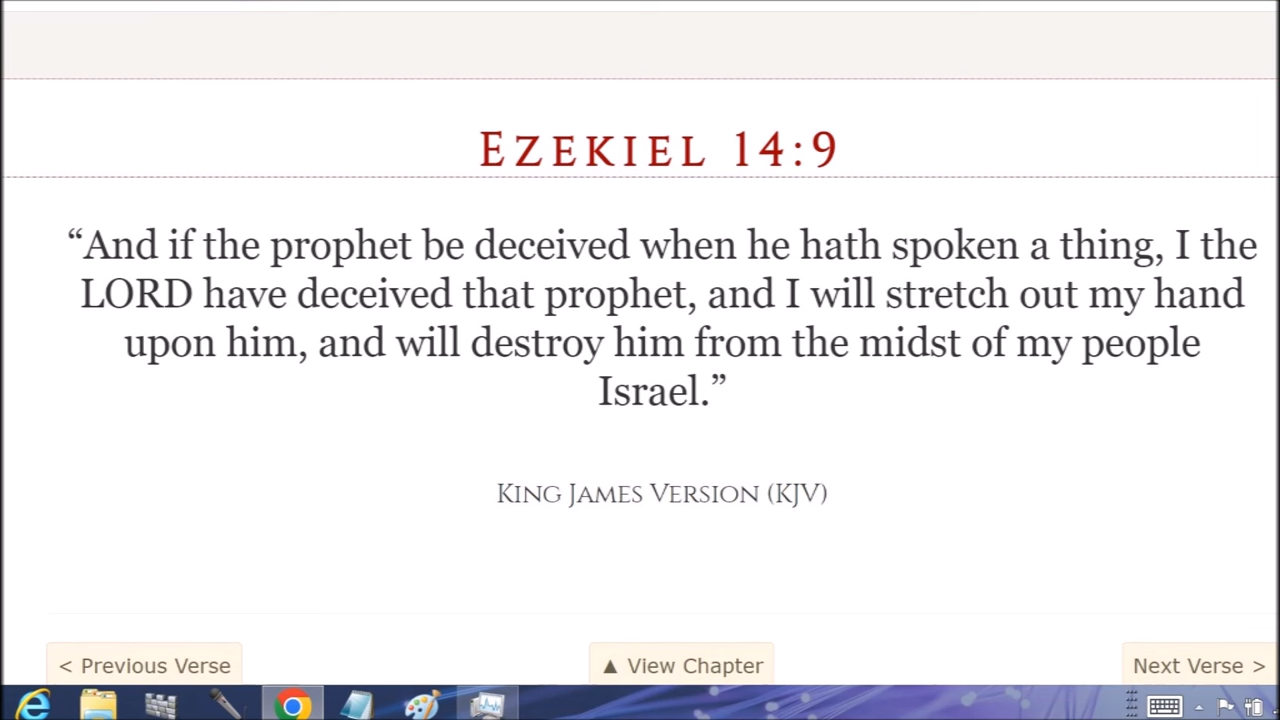 EZEKIEL 14:9
“And if the prophet be deceived when he hath spoken a thing, I the
LORD have deceived that prophet, and I will stretch out my hand
upon him, and will destroy him from the midst of my people
Israel.”
KING JAMES VERSION (KJV)
< Previous Verse
▲ View Chapter
Next Verse >